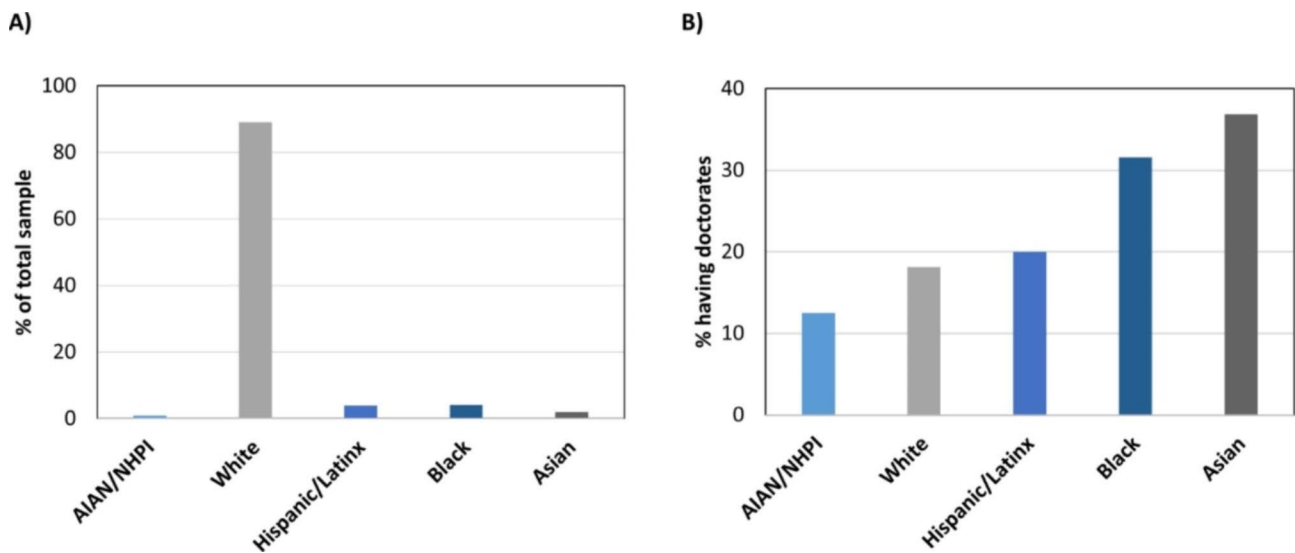 A)
% of total sample
100
80
60
40
20
0
AIAN/NHPI
White
Hispanic/Latinx
Black
Asian
B)
% having doctorates
40
30
20
10
0
AIAN/NHPI
White
Hispanic/Latinx
Black
Asian